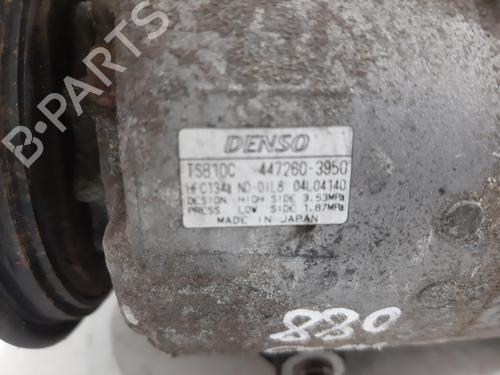 DENSO
TSB10C 447260-3950
HFC134a ND-OIL8 04L04140
DESIGN HIGH SIDE 3.53MPa
PRESS LOW SIDE 1.87MPa
MADE IN JAPAN
880
B-PARTS